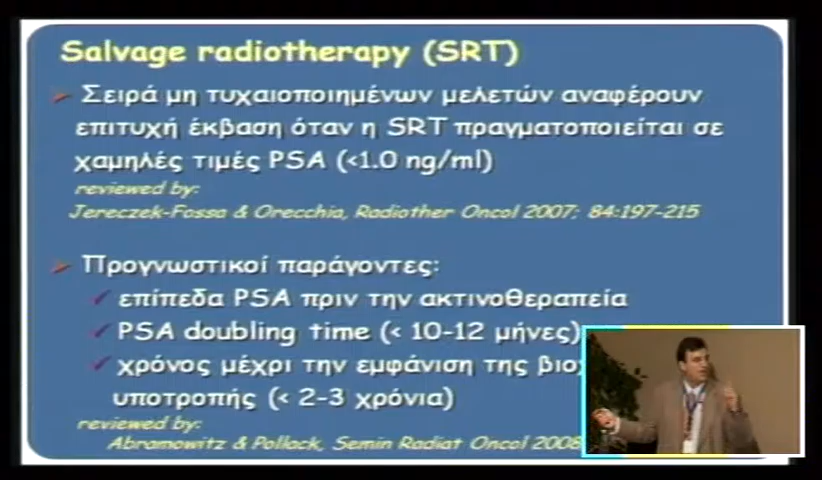 Salvage radiotherapy (SRT)
Σειρά μη τυχαιοποιημένων μελετών αναφέρουν
επιτυχή έκβαση όταν η SRT πραγματοποιείται σε
χαμηλές τιμές PSA (<1.0 ng/ml)
reviewed by:
Jereczek-Fossa & Orecchia, Radiother Oncol 2007; 84:197-215
Προγνωστικοί παράγοντες:
επίπεδα PSA πριν την ακτινοθεραπεία
PSA doubling time (< 10-12 μήνες)
χρόνος μέχρι την εμφάνιση της
υποτροπής (< 2-3 χρόνια)
reviewed by:
Abramowitz & Pollack, Semin Radiat Oncol 2008